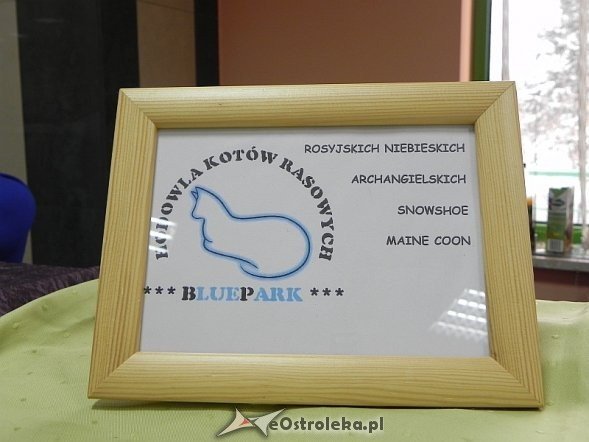 HODOWLA KOTÓW RASOWYCH
*** BLUEPARK ***
ROSYJSKICH NIEBIESKICH
ARCHANGIELSKICH
SNOWSHOE
MAINE COON
eOstroleka.pl